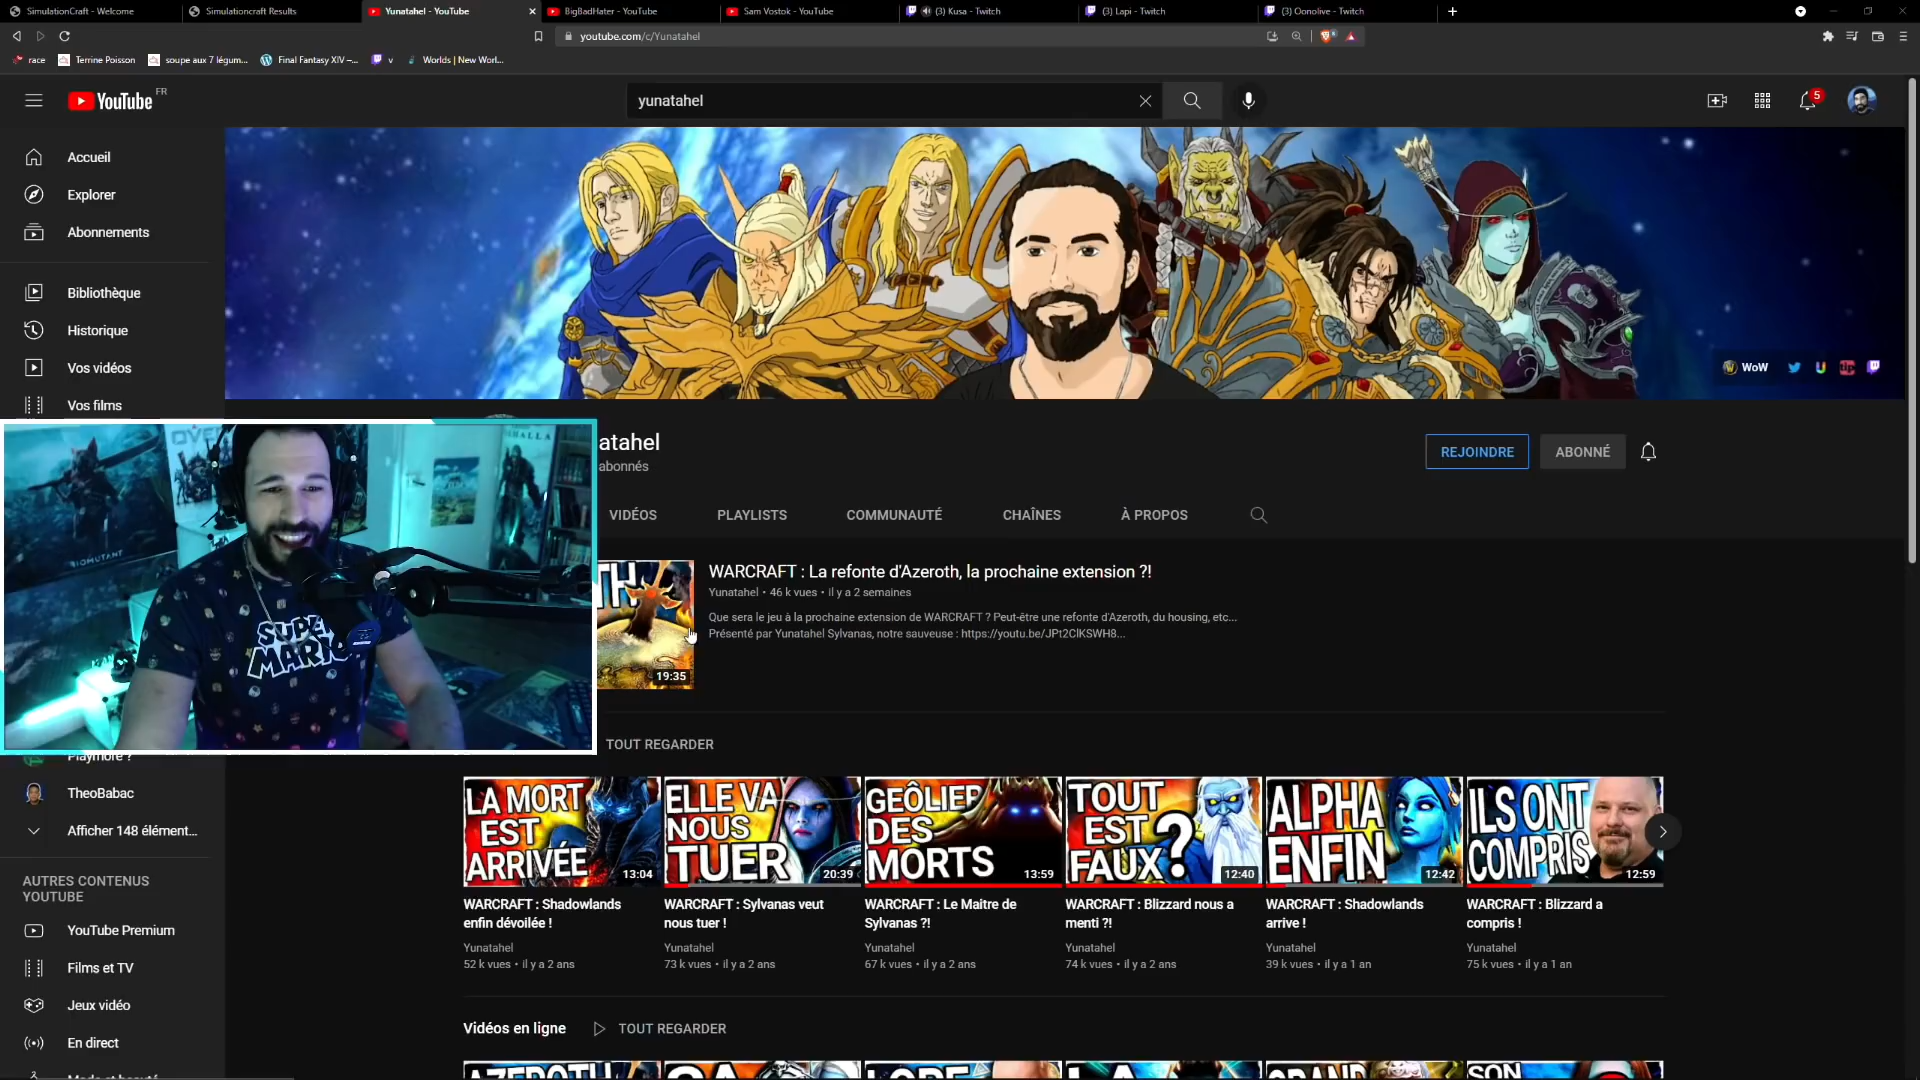 SimulationCraft - Welcome
Simulationcraft Results
Yunatahel - YouTube
BigBadHater - YouTube
Sam Vostok - YouTube
(3) Kusa - Twitch
(3) Lapi - Twitch
(3) Oonolive - Twitch
youtube.com/c/Yunatahel
race
Terrine Poisson
soupe aux 7 légum...
Final Fantasy XIV –...
v
Worlds | New Worl...
YouTube FR
yunatahel
5
Accueil
Explorer
Abonnements
Bibliothèque
Historique
Vos vidéos
Vos films
WoW
atahel
abonnés
REJOINDRE
ABONNÉ
VIDÉOS
PLAYLISTS
COMMUNAUTÉ
CHAÎNES
À PROPOS
BIOMUTANT
SUPER
MARIO
TH
19:35
WARCRAFT : La refonte d'Azeroth, la prochaine extension ?!
Yunatahel • 46 k vues • il y a 2 semaines
Que sera le jeu à la prochaine extension de WARCRAFT ? Peut-être une refonte d'Azeroth, du housing, etc...
Présenté par Yunatahel Sylvanas, notre sauveuse : https://youtu.be/JPt2ClKSWH8...
TOUT REGARDER
Playmore ?
TheoBabac
Afficher 148 élément...
AUTRES CONTENUS
YOUTUBE
YouTube Premium
Films et TV
Jeux vidéo
En direct
LA MORT
EST
ARRIVÉE
13:04
WARCRAFT : Shadowlands
enfin dévoilée !
Yunatahel
52 k vues • il y a 2 ans
ELLE VA
NOUS
TUER
20:39
WARCRAFT : Sylvanas veut
nous tuer !
Yunatahel
73 k vues • il y a 2 ans
GEÔLIER
DES
MORTS
13:59
WARCRAFT : Le Maitre de
Sylvanas ?!
Yunatahel
67 k vues • il y a 2 ans
TOUT
EST
FAUX ?
12:40
WARCRAFT : Blizzard nous a
menti ?!
Yunatahel
74 k vues • il y a 2 ans
ALPHA
ENFIN
12:42
WARCRAFT : Shadowlands
arrive !
Yunatahel
39 k vues • il y a 1 an
ILS ONT
COMPRIS
12:59
WARCRAFT : Blizzard a
compris !
Yunatahel
75 k vues • il y a 1 an
Vidéos en ligne
TOUT REGARDER
AZEROTH